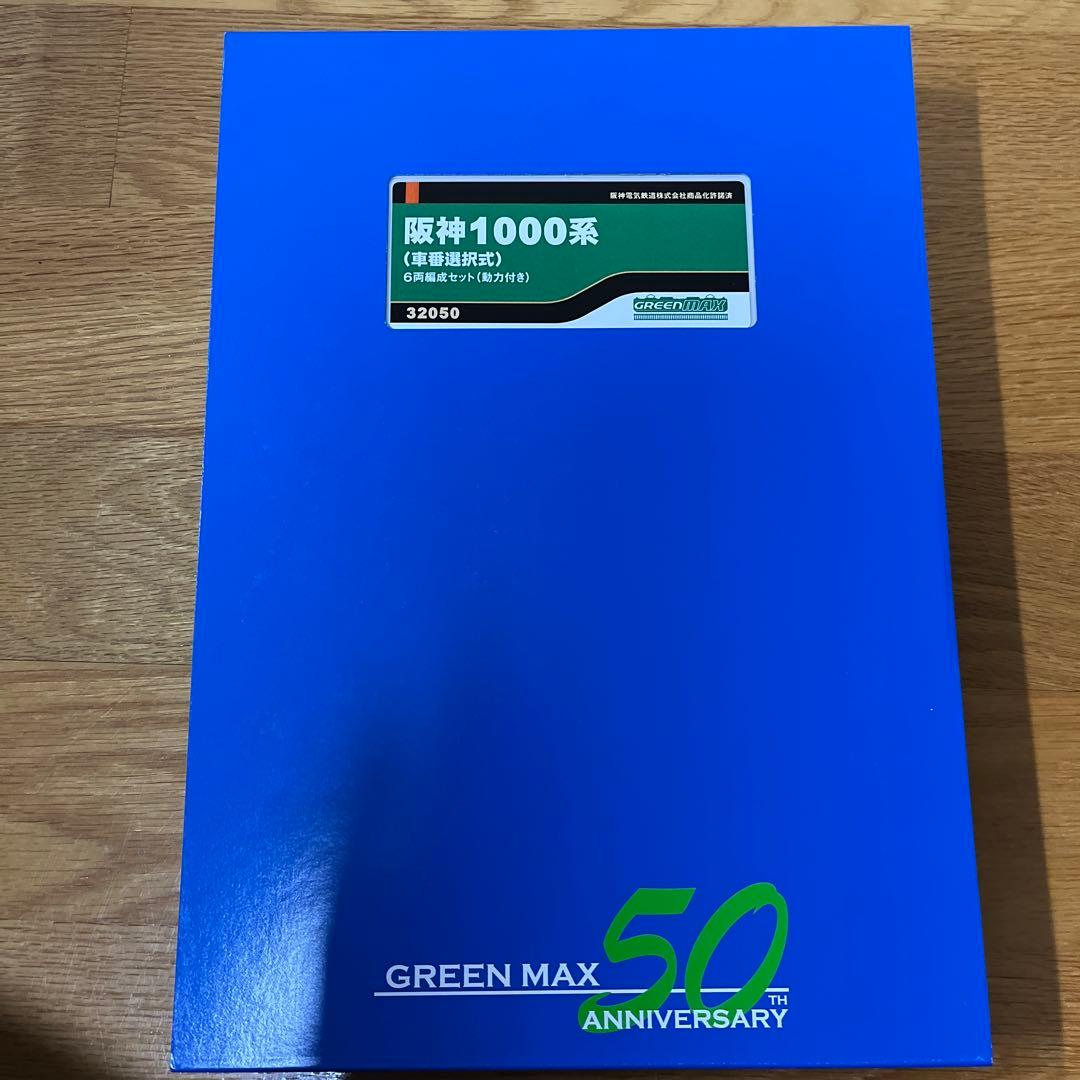 阪神電気鉄道株式会社商品化許諾済
阪神1000系
(車番選択式)
6両編成セット(動力付き)
32050
GREENMAX
GREEN MAX 50TH
ANNIVERSARY